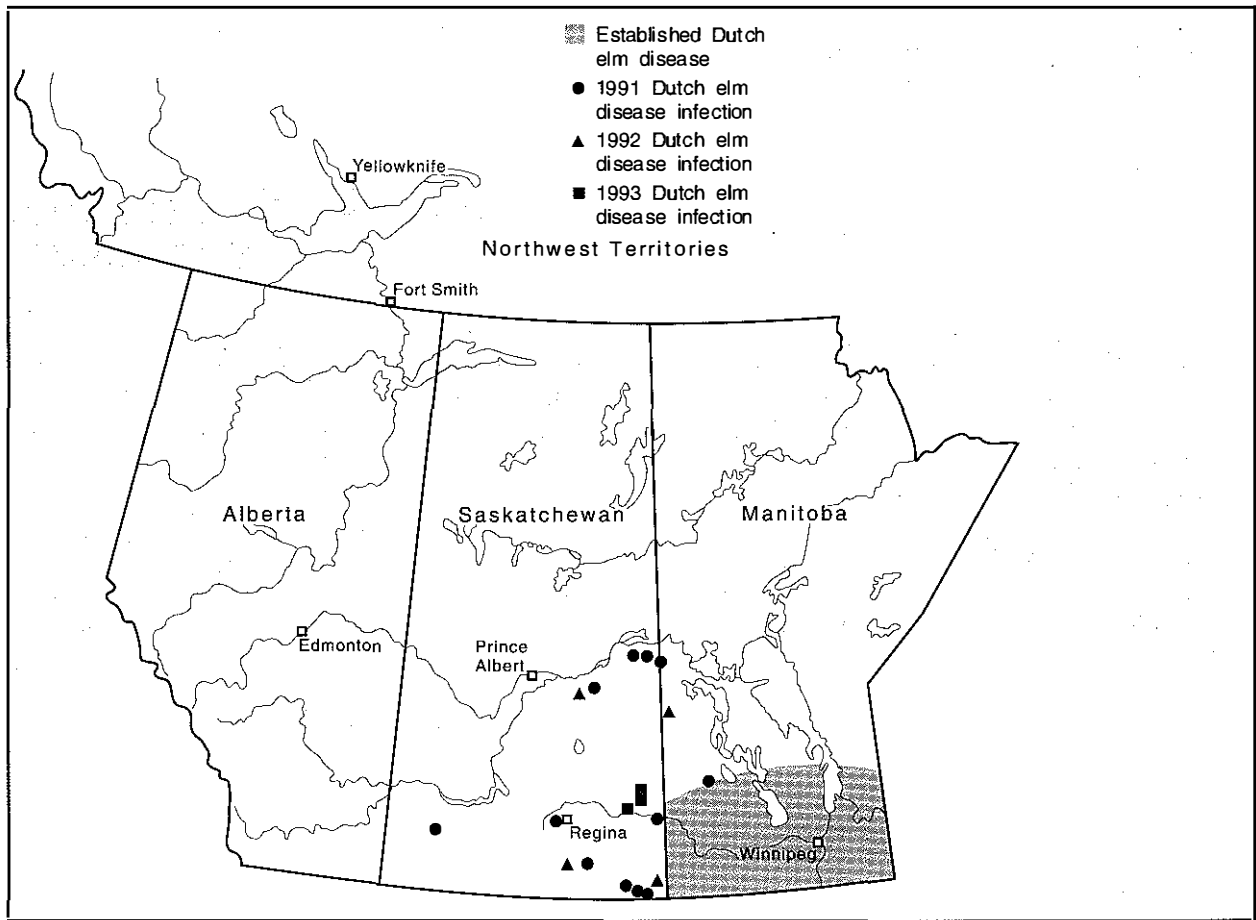 Established Dutch
elm disease
1991 Dutch elm
disease infection
1992 Dutch elm
disease infection
1993 Dutch elm
disease infection
Yellowknife
Northwest Territories
Fort Smith
Alberta
Saskatchewan
Manitoba
Edmonton
Prince
Albert
Regina
Winnipeg